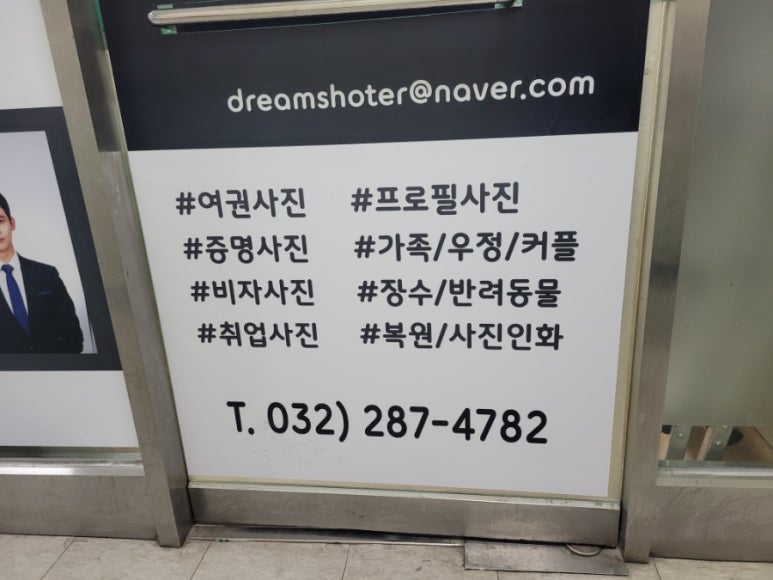 dreamshoter@naver.com
#여권사진 #프로필사진
#증명사진 #가족/우정/커플
#비자사진 #장수/반려동물
#취업사진 #복원/사진인화
T. 032) 287-4782